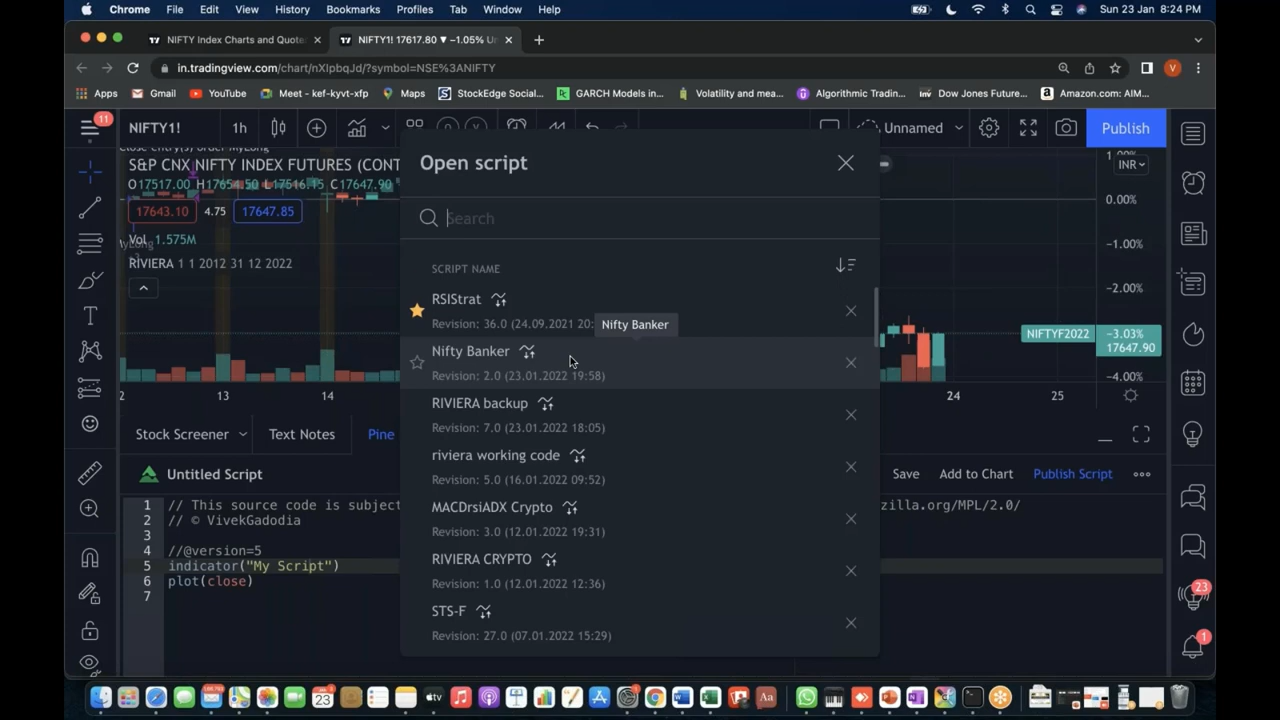 Chrome File Edit View History Bookmarks Profiles Tab Window Help Sun 23 Jan 8:24 PM
NIFTY Index Charts and Quote NIFTY1! 17617.80 ▼ −1.05% Un
in.tradingview.com/chart/nXIpbqJd/?symbol=NSE%3ANIFTY V
Apps Gmail YouTube Meet - kef-kyvt-xfp Maps StockEdge Social... GARCH Models in... Volatility and mea... Algorithmic Tradin... Dow Jones Future... Amazon.com: AIM...
11
NIFTY1! 1h Unnamed Publish
S&P CNX NIFTY INDEX FUTURES (CONT
O17517.00 H17654.50 L17516.15 C17647.90
17643.10 4.75 17647.85
Vol 1.575M
RIVIERA 1 1 2012 31 12 2022
INR
0.00%
−1.00%
−2.00%
NIFTYF2022 −3.03%
17647.90
−4.00%
2 13 14 24 25
Open script
Search
SCRIPT NAME
RSIStrat
Revision: 36.0 (24.09.2021 20:
Nifty Banker
Nifty Banker
Revision: 2.0 (23.01.2022 19:58)
RIVIERA backup
Revision: 7.0 (23.01.2022 18:05)
riviera working code
Revision: 5.0 (16.01.2022 09:52)
MACDrsiADX Crypto
Revision: 3.0 (12.01.2022 19:31)
RIVIERA CRYPTO
Revision: 1.0 (12.01.2022 12:36)
STS-F
Revision: 27.0 (07.01.2022 15:29)
Stock Screener Text Notes Pine
Untitled Script Save Add to Chart Publish Script
1 // This source code is subject zilla.org/MPL/2.0/
2 // © VivekGadodia
3
4 //@version=5
5 indicator("My Script")
6 plot(close)
7
23
1